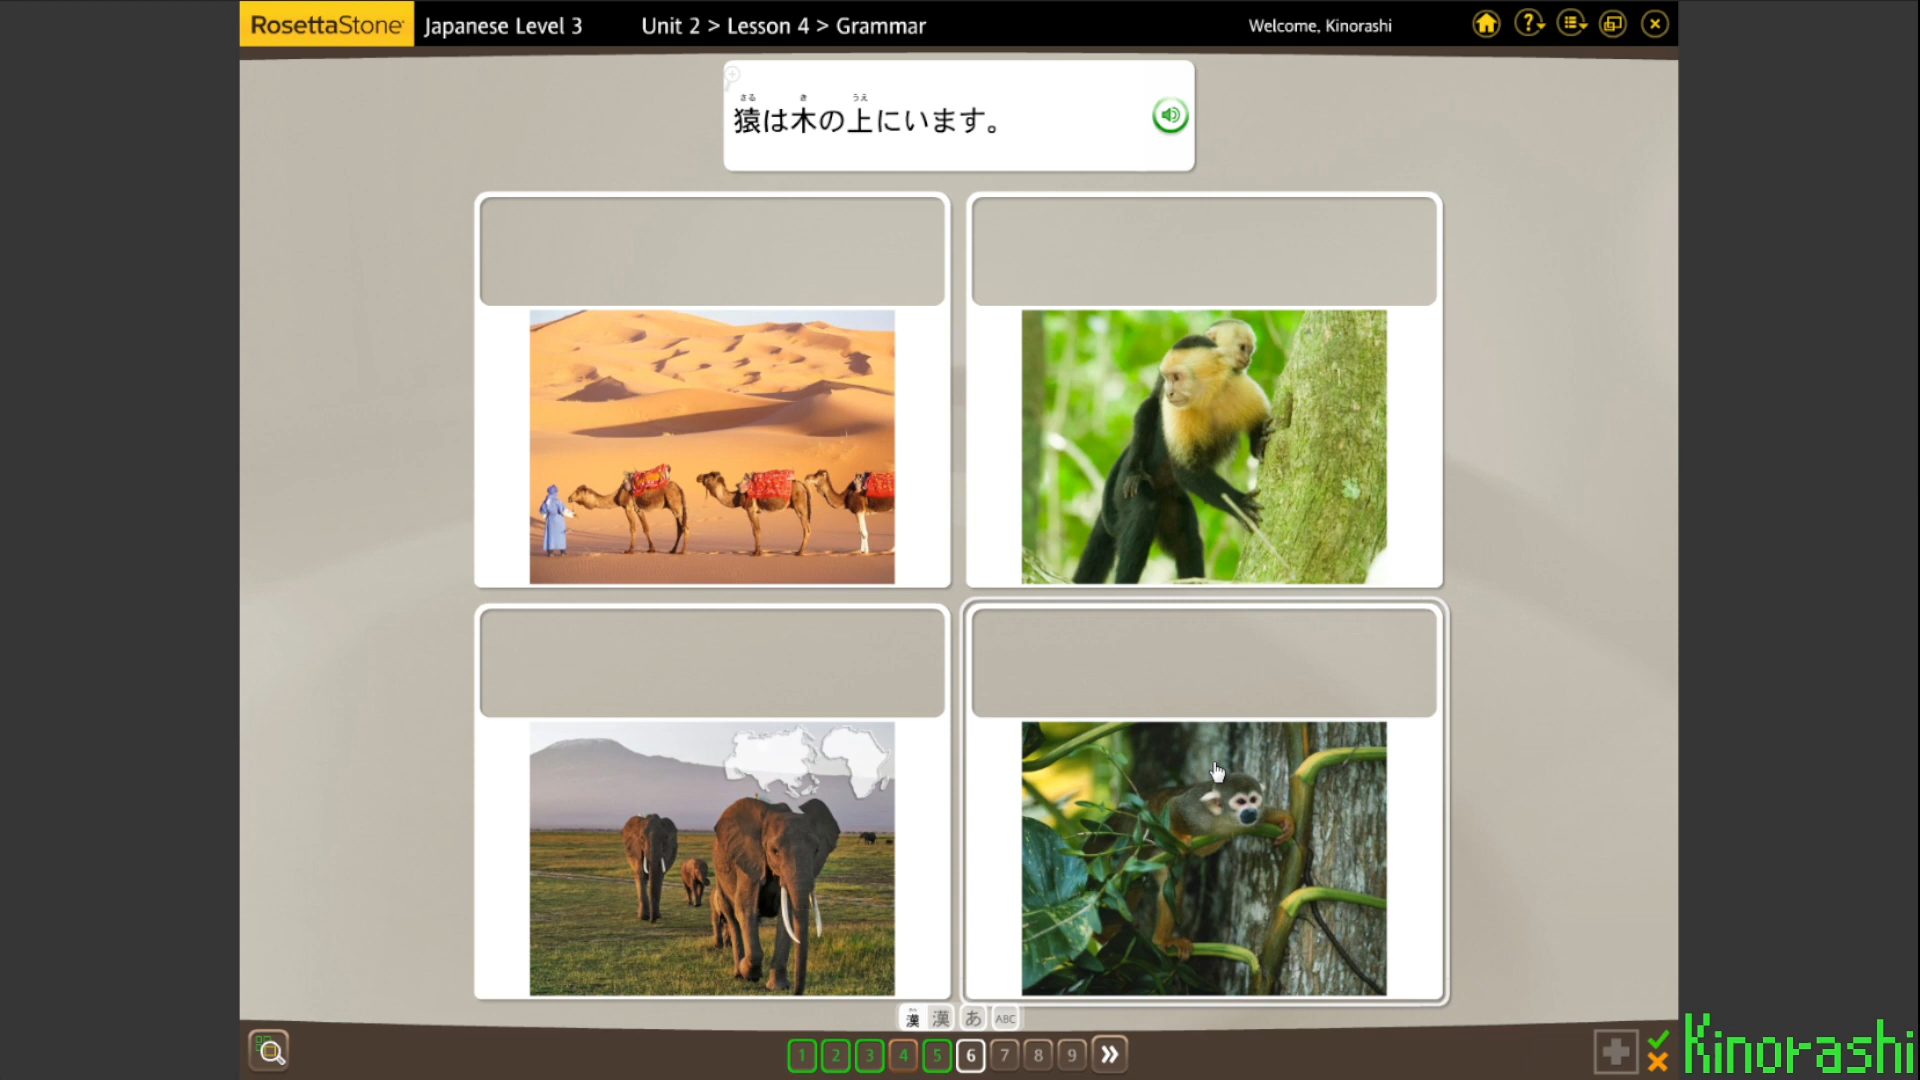 RosettaStone Japanese Level 3 Unit 2 > Lesson 4 > Grammar Welcome, Kinorashi
さる き うえ
猿は木の上にいます。
漢 漢 あ ABC
1 2 3 4 5 6 7 8 9 »
Kinorashi